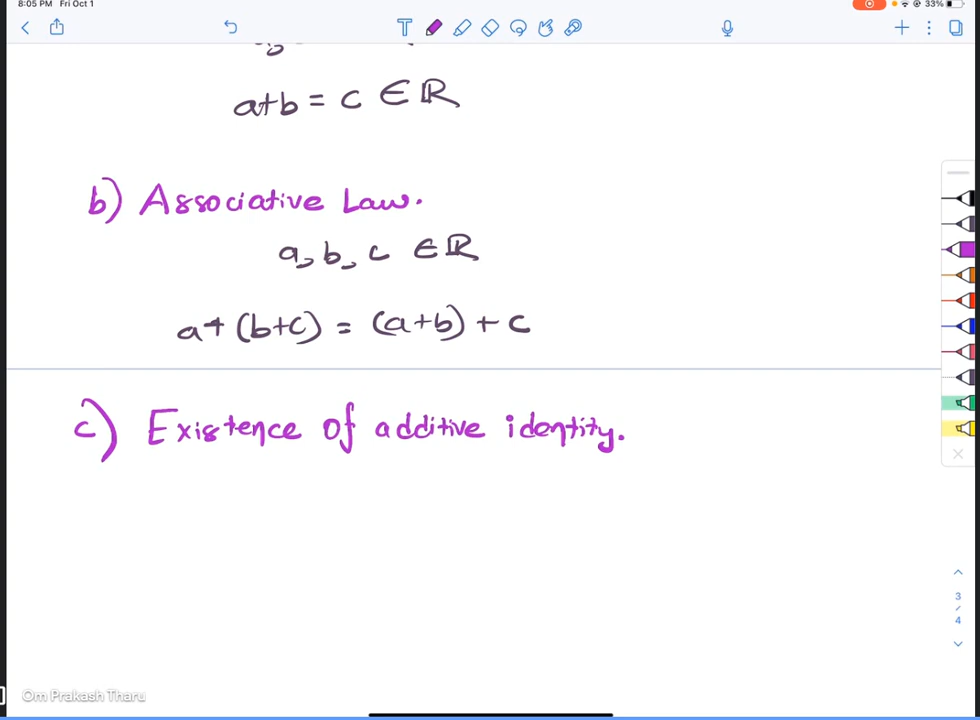 8:05 PM Fri Oct 1
33%
a+b = c ∈ ℝ
b) Associative Law.
a, b, c ∈ ℝ
a + (b+c) = (a+b) + c
c) Existence of additive identity.
3
/
4
Om Prakash Tharu